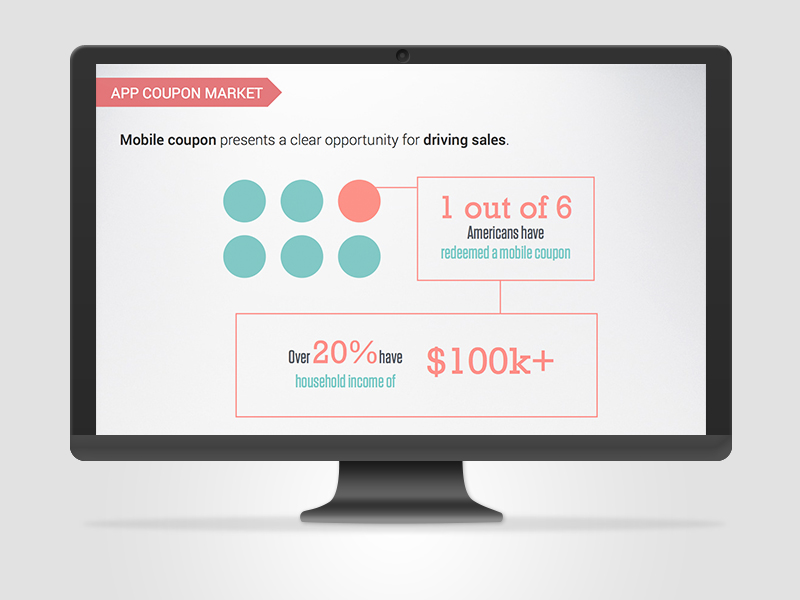 APP COUPON MARKET
Mobile coupon presents a clear opportunity for driving sales.
1 out of 6
Americans have
redeemed a mobile coupon
Over 20% have
household income of
$100k+